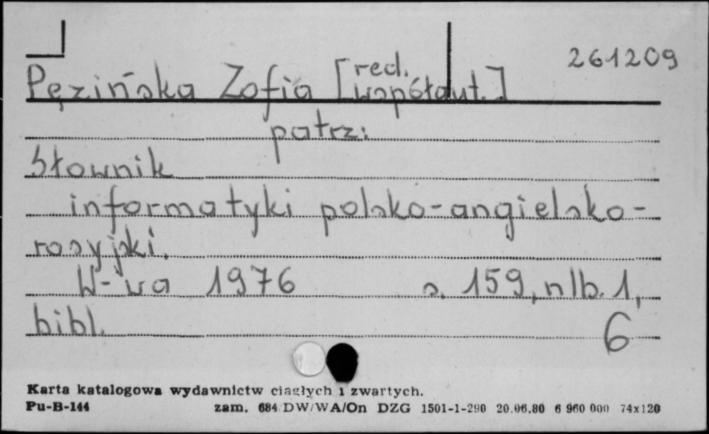 261209
Pęzińska Zofia [red. współaut.]
patrz:
Słownik
informatyki polsko-angielsko-
rosyjski.
W-wa 1976 s. 159, nlb. 1,
bibl. 6
Karta katalogowa wydawnictw ciągłych i zwartych.
Pu-B-144 zam. 684/DW/WA/On DZG 1501-1-290 20.06.80 6 960 000 74x120